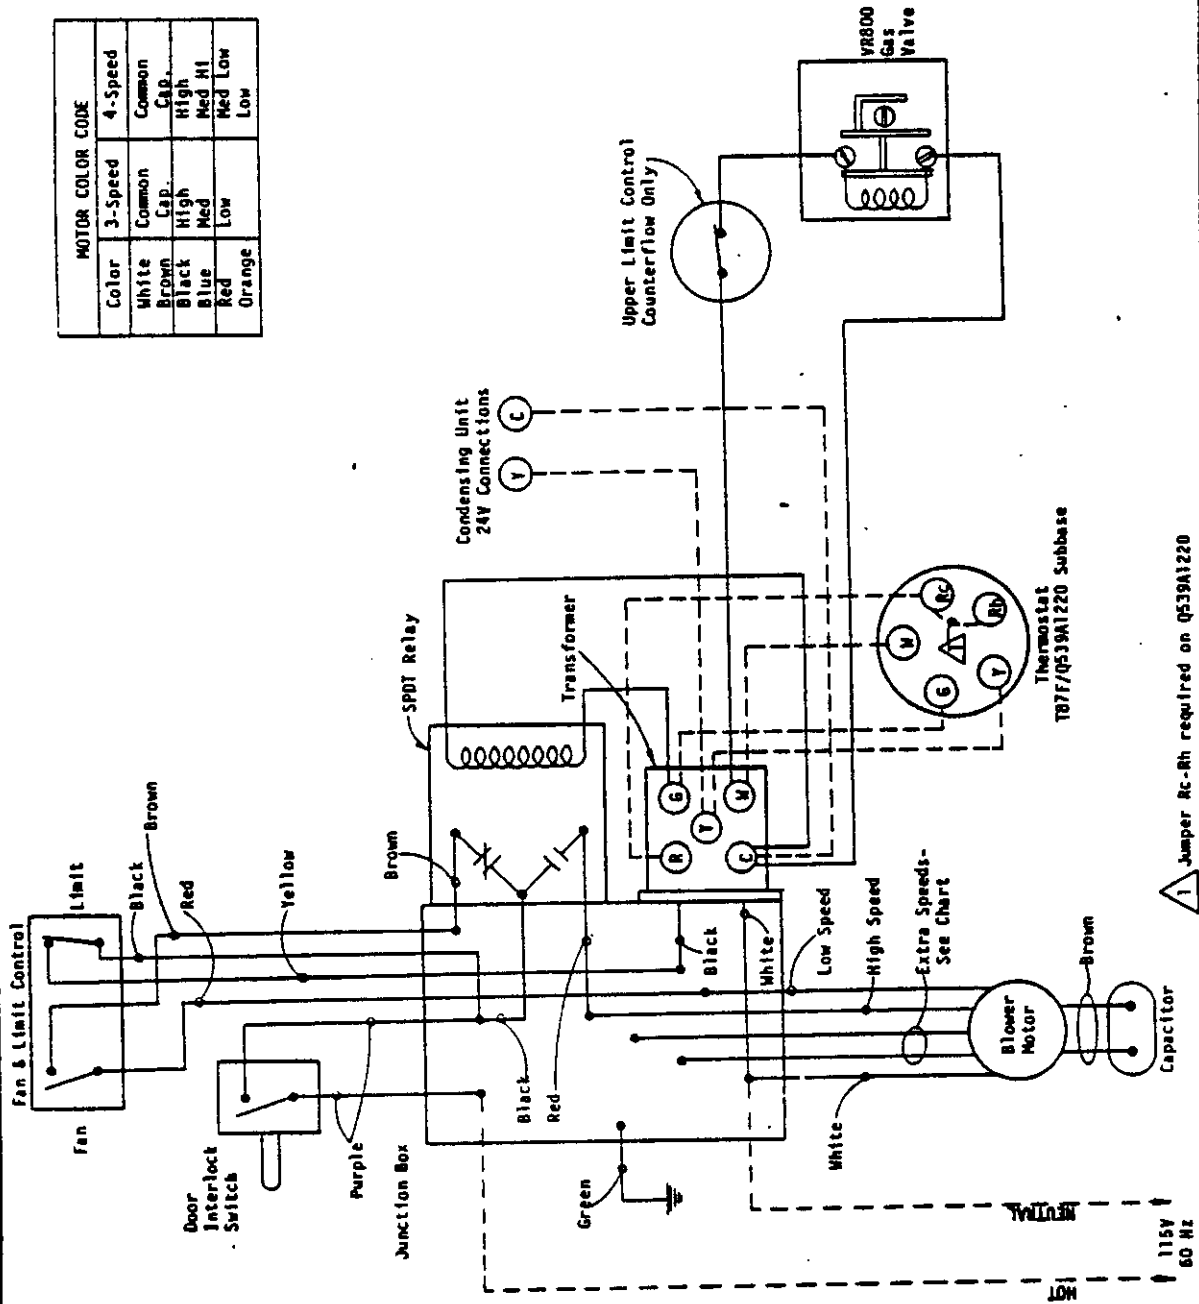 MOTOR COLOR CODE
Color 3-Speed 4-Speed
White Common Common
Brown Cap. Cap.
Black High High
Blue Med Med HI
Red Low Med Low
Orange Low
Fan & Limit Control
Fan
Limit
Black
Red
Brown
Yellow
Door
Interlock
Switch
Purple
Junction Box
Brown
SPDT Relay
Transformer
Condensing Unit
24V Connections
Y
C
Upper Limit Control
Counterflow Only
VR800
Gas
Valve
Green
Black
Red
Black
White
R
G
Y
C
W
Low Speed
High Speed
Extra Speeds-
See Chart
White
Blower
Motor
Brown
Capacitor
W
G
Rc
Rh
Y
1
Thermostat
T87F/Q539A1220 Subbase
HOT
NEUTRAL
115V
60 Hz
1 Jumper Rc-Rh required on Q539A1220